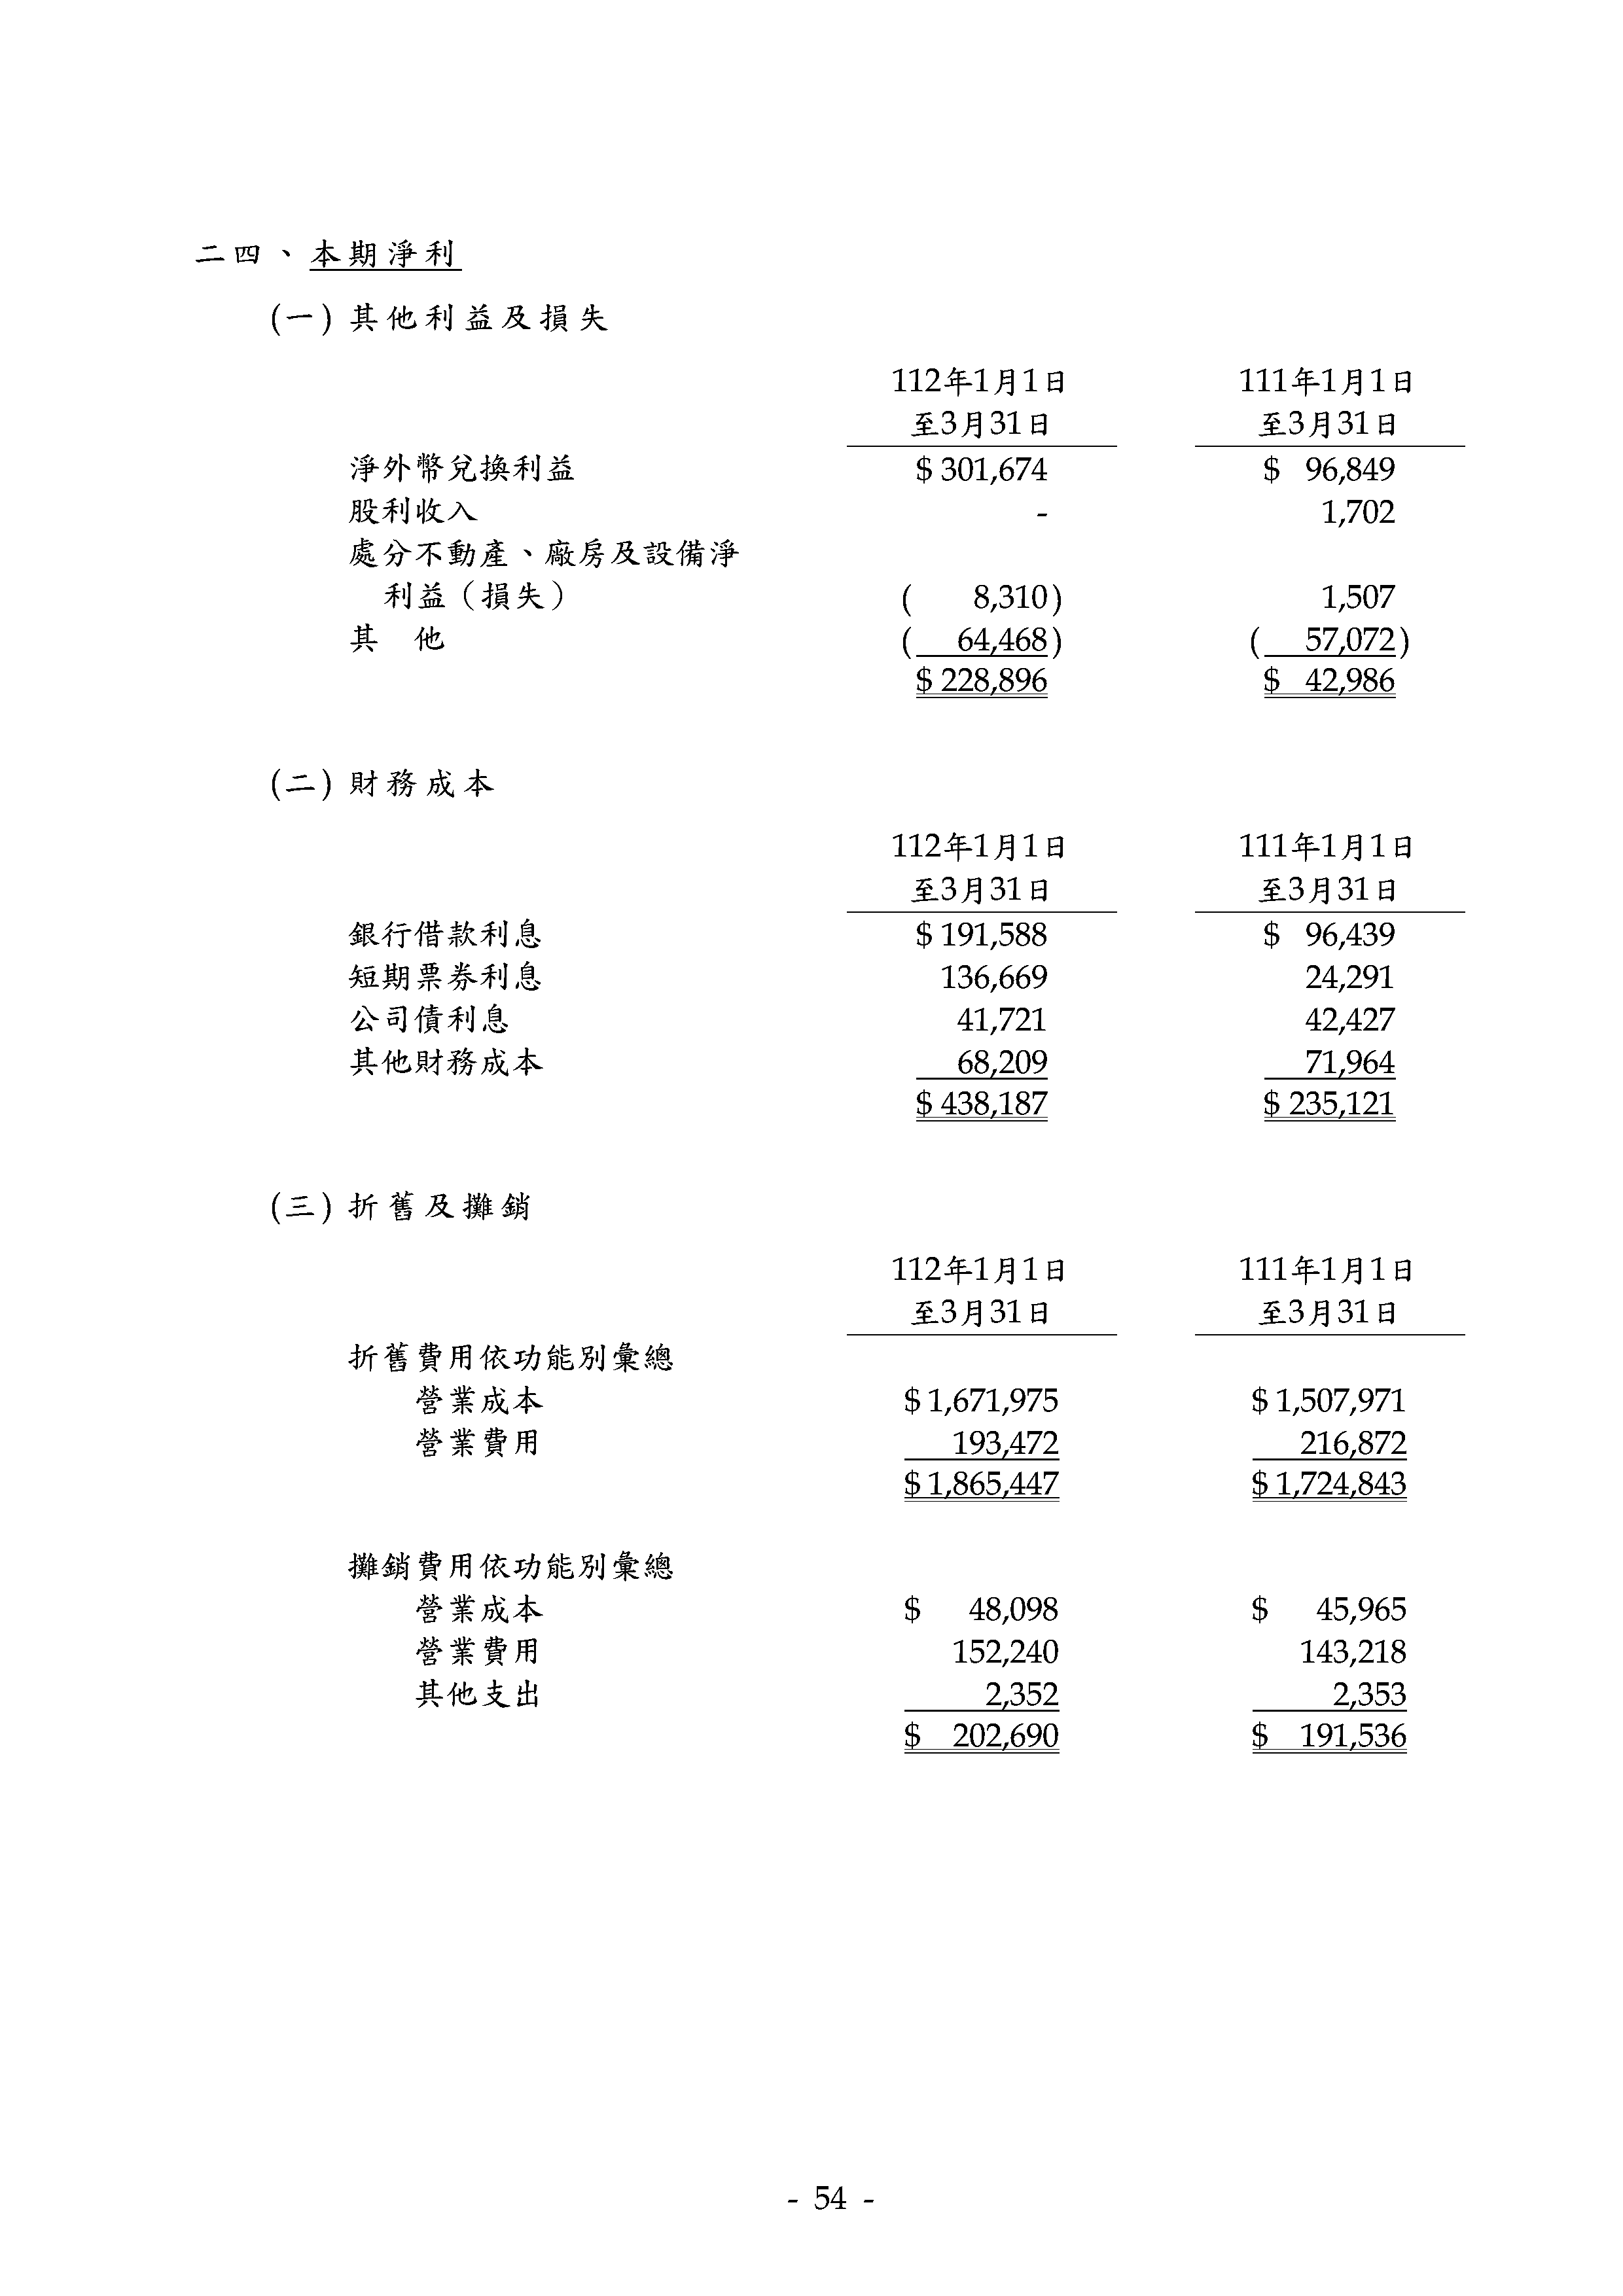 二四、本期淨利
(一) 其他利益及損失
112年1月1日 111年1月1日
至3月31日 至3月31日
淨外幣兌換利益 $ 301,674 $ 96,849
股利收入 - 1,702
處分不動產、廠房及設備淨
利益（損失） ( 8,310) 1,507
其 他 ( 64,468) ( 57,072)
$ 228,896 $ 42,986
(二) 財務成本
112年1月1日 111年1月1日
至3月31日 至3月31日
銀行借款利息 $ 191,588 $ 96,439
短期票券利息 136,669 24,291
公司債利息 41,721 42,427
其他財務成本 68,209 71,964
$ 438,187 $ 235,121
(三) 折舊及攤銷
112年1月1日 111年1月1日
至3月31日 至3月31日
折舊費用依功能別彙總
營業成本 $ 1,671,975 $ 1,507,971
營業費用 193,472 216,872
$ 1,865,447 $ 1,724,843
攤銷費用依功能別彙總
營業成本 $ 48,098 $ 45,965
營業費用 152,240 143,218
其他支出 2,352 2,353
$ 202,690 $ 191,536
- 54 -